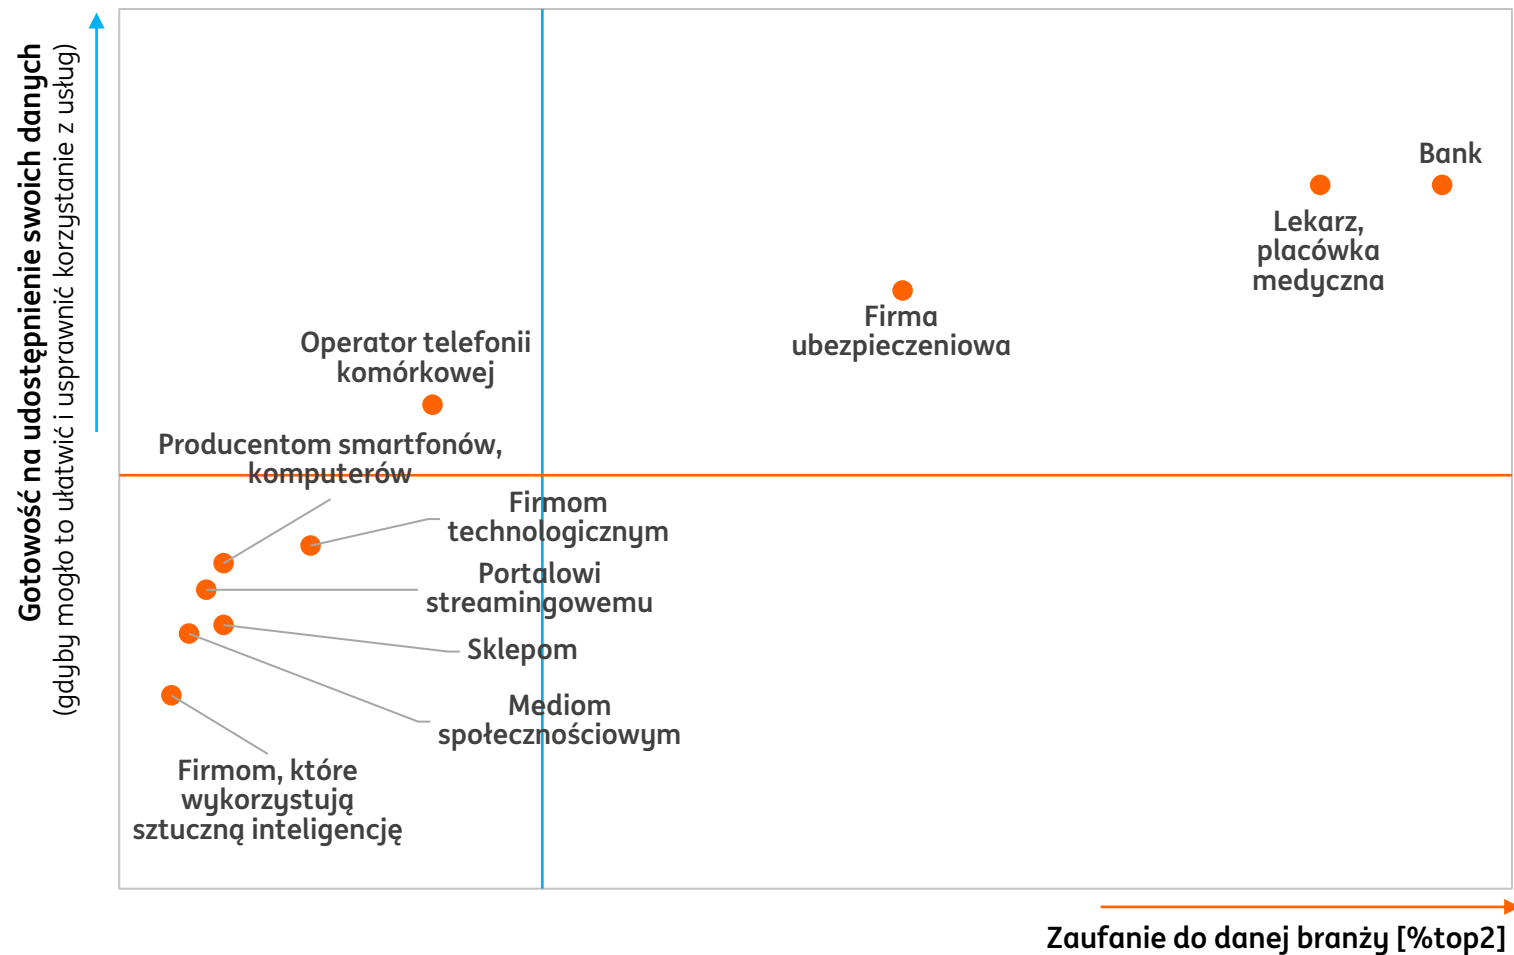 Gotowość na udostępnienie swoich danych
(gdyby mogło to ułatwić i usprawnić korzystanie z usług)
Bank
Lekarz,
placówka
medyczna
Firma
ubezpieczeniowa
Operator telefonii
komórkowej
Producentom smartfonów,
komputerów
Firmom
technologicznym
Portalowi
streamingowemu
Sklepom
Mediom
społecznościowym
Firmom, które
wykorzystują
sztuczną inteligencję
Zaufanie do danej branży [%top2]